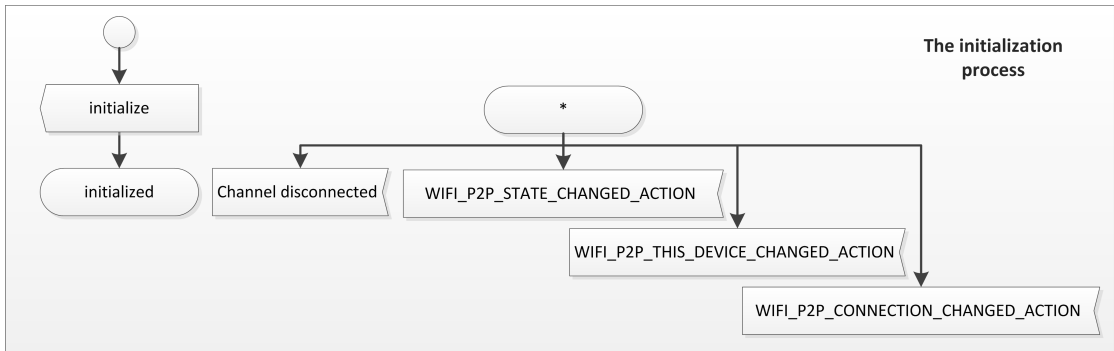 The initialization
process
initialize
*
initialized
Channel disconnected
WIFI_P2P_STATE_CHANGED_ACTION
WIFI_P2P_THIS_DEVICE_CHANGED_ACTION
WIFI_P2P_CONNECTION_CHANGED_ACTION